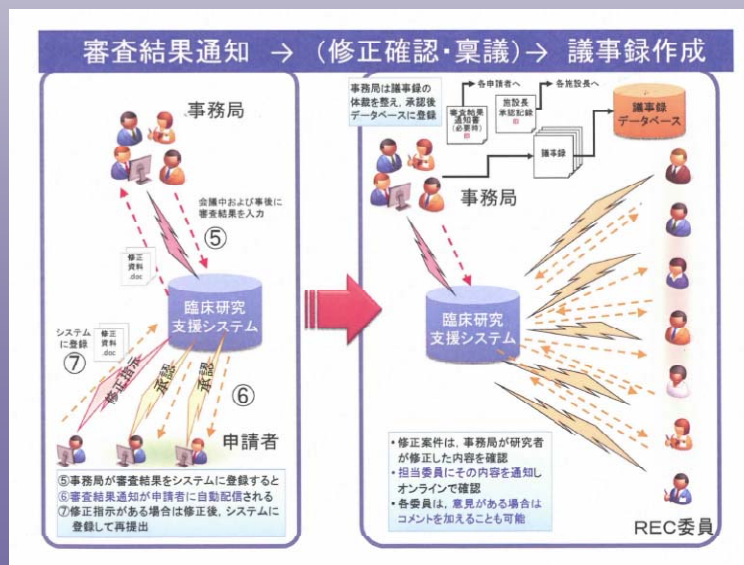 審査結果通知 → (修正確認・稟議)→ 議事録作成
事務局
会議中および事後に
審査結果を入力
⑤
修正
資料
.doc
臨床研究
支援システム
システム
に登録
⑦
修正
資料
.doc
修正指示
承認
承認
⑥
申請者
⑤事務局が審査結果をシステムに登録すると
⑥審査結果通知が申請者に自動配信される
⑦修正指示がある場合は修正後,システムに
登録して再提出
事務局は議事録の
体裁を整え,承認後
データベースに登録
各申請者へ
各施設長へ
審査結果
通知書
(必要時)
印
施設長
承認記録
印
議事録
議事録
データベース
事務局
臨床研究
支援システム
・修正案件は,事務局が研究者
が修正した内容を確認
・担当委員にその内容を通知し
オンラインで確認
・各委員は,意見がある場合は
コメントを加えることも可能
REC委員